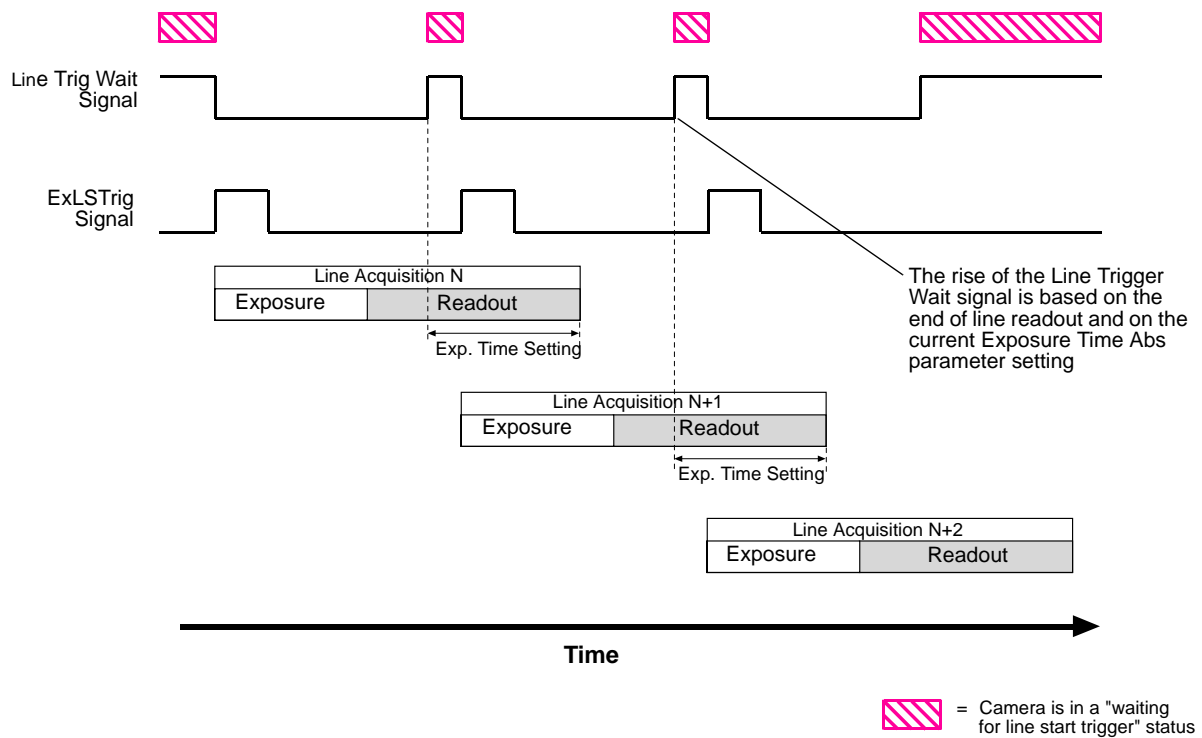 Line Trig Wait
Signal
ExLSTrig
Signal
Line Acquisition N
Exposure Readout
Exp. Time Setting
The rise of the Line Trigger
Wait signal is based on the
end of line readout and on the
current Exposure Time Abs
parameter setting
Line Acquisition N+1
Exposure Readout
Exp. Time Setting
Line Acquisition N+2
Exposure Readout
Time
= Camera is in a "waiting
for line start trigger" status